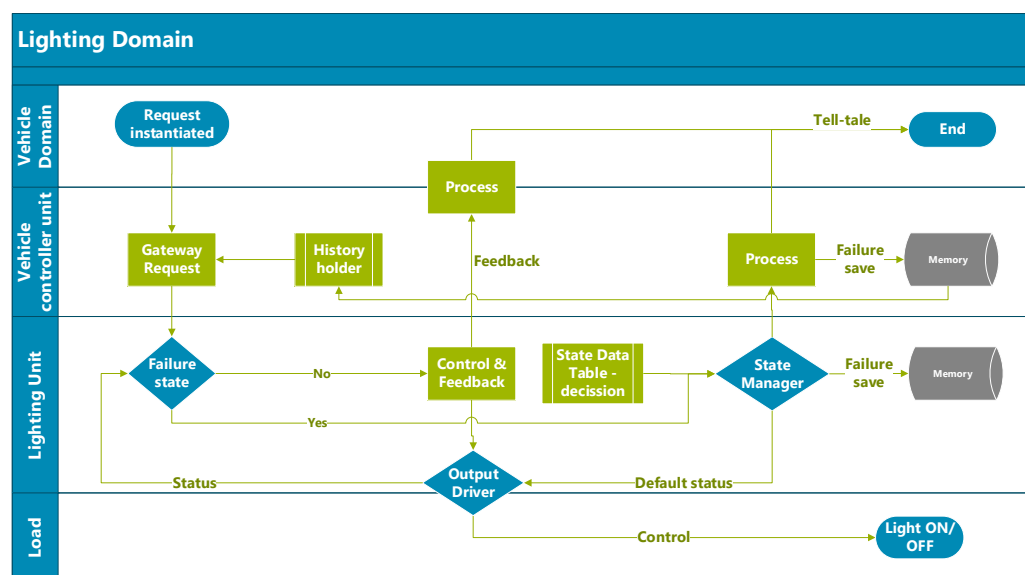 Lighting Domain
Vehicle
Domain
Request
instantiated
Tell-tale
End
Process
Vehicle
controller unit
Gateway
Request
History
holder
Feedback
Process
Failure
save
Memory
Lighting Unit
Failure
state
No
Control &
Feedback
State Data
Table -
decission
State
Manager
Failure
save
Memory
Yes
Status
Output
Driver
Default status
Load
Control
Light ON/
OFF